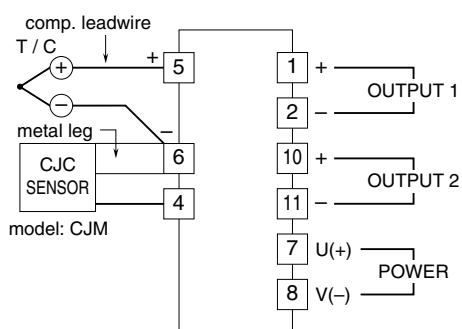 comp. leadwire
T / C
+
+
5
1
+
OUTPUT 1
−
2
−
−
metal leg
6
10
+
CJC
SENSOR
OUTPUT 2
4
11
−
model: CJM
7
U(+)
POWER
8
V(−)